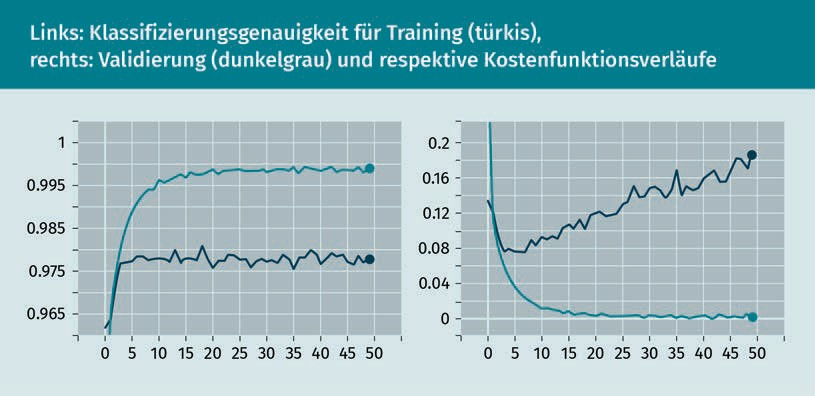 Links: Klassifizierungsgenauigkeit für Training (türkis),
rechts: Validierung (dunkelgrau) und respektive Kostenfunktionsverläufe
1
0.995
0.985
0.975
0.965
0 5 10 15 20 25 30 35 40 45 50
0.2
0.16
0.12
0.08
0.04
0
0 5 10 15 20 25 30 35 40 45 50